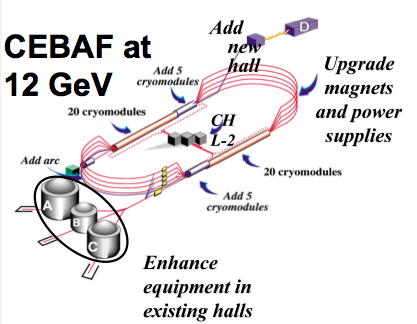 CEBAF at
12 GeV
Add
new
hall
D
Upgrade
magnets
and power
supplies
Add 5
cryomodules
20 cryomodules
CH
L-2
20 cryomodules
Add arc
Add 5
cryomodules
A
B
C
Enhance
equipment in
existing halls